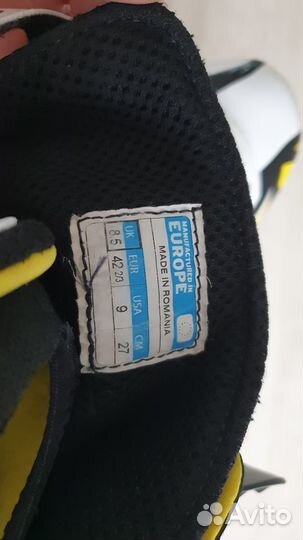 MANUFACTURED IN
EUROPE
MADE IN ROMANIA
UK EUR USA CM
8.5 42 2/3 9 27
Avito